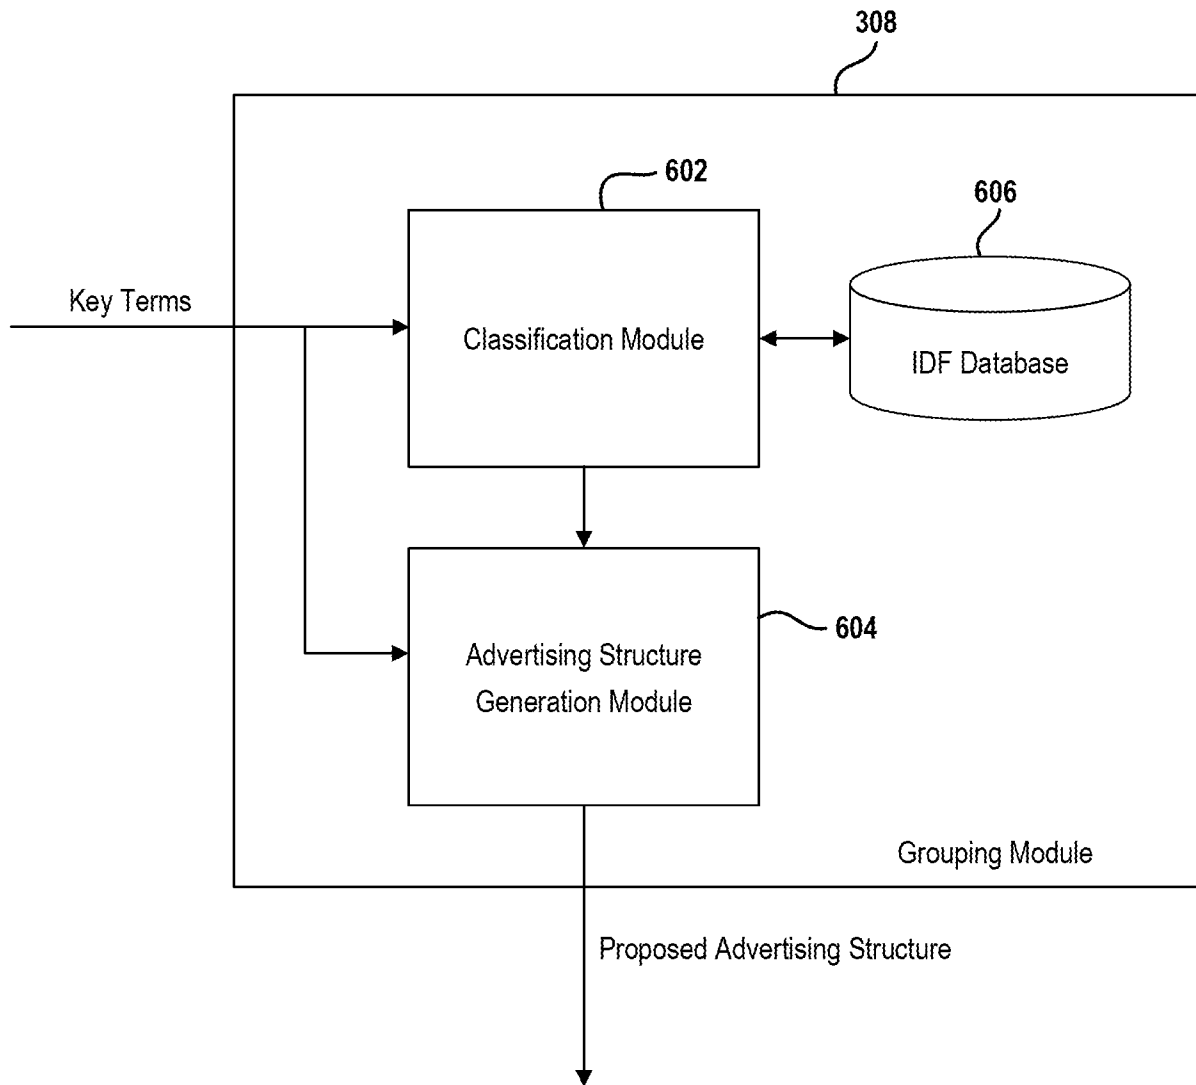 308
602
606
Key Terms
Classification Module
IDF Database
604
Advertising Structure
Generation Module
Grouping Module
Proposed Advertising Structure